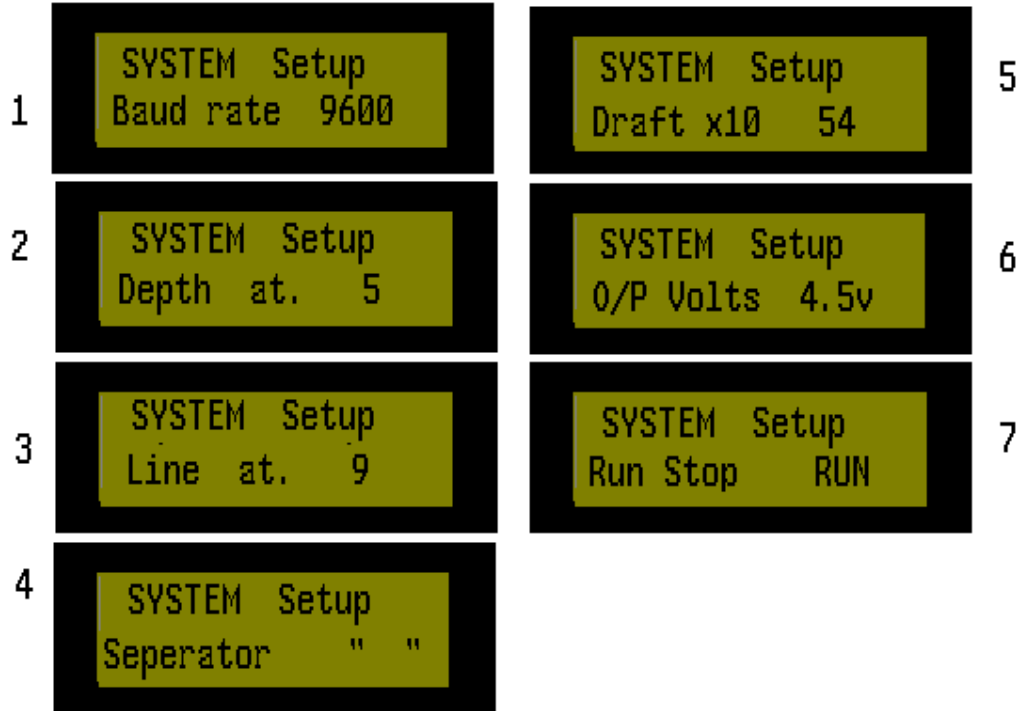 1
SYSTEM Setup
Baud rate 9600
2
SYSTEM Setup
Depth at. 5
3
SYSTEM Setup
Line at. 9
4
SYSTEM Setup
Seperator " "
5
SYSTEM Setup
Draft x10 54
6
SYSTEM Setup
O/P Volts 4.5v
7
SYSTEM Setup
Run Stop RUN